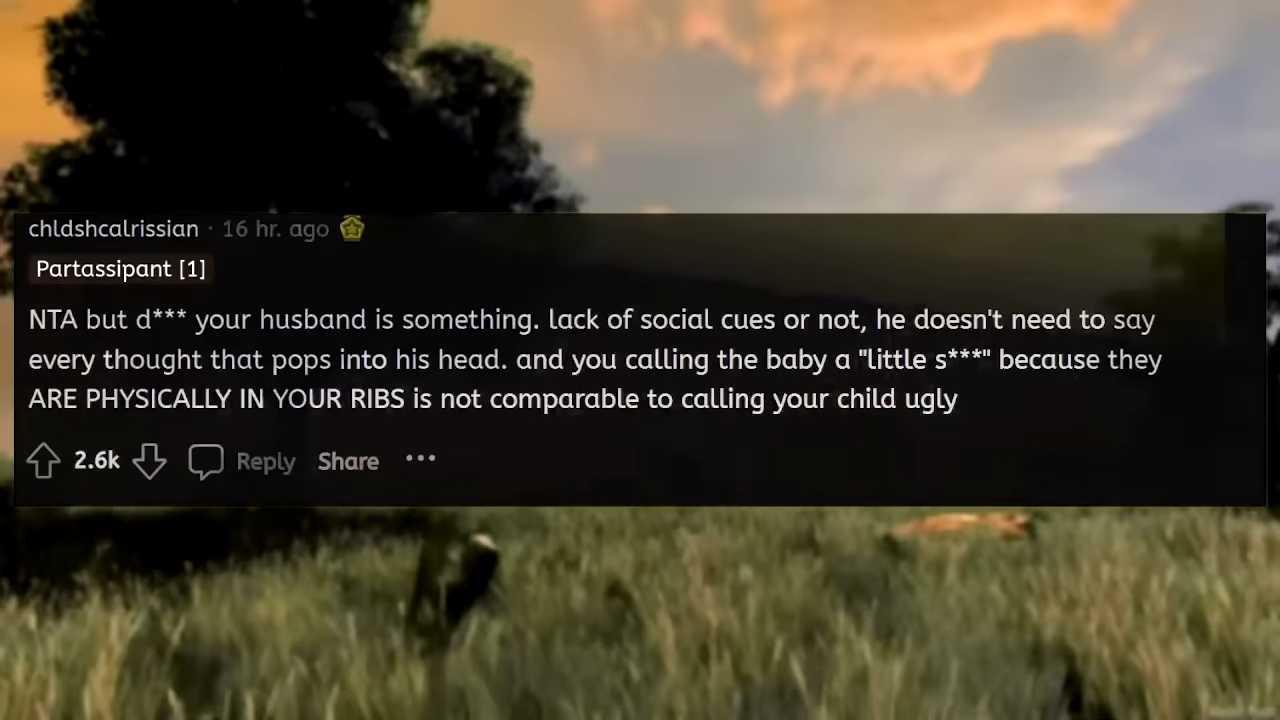 chldshcalrissian · 16 hr. ago
Partassipant [1]
NTA but d*** your husband is something. lack of social cues or not, he doesn't need to say
every thought that pops into his head. and you calling the baby a "little s***" because they
ARE PHYSICALLY IN YOUR RIBS is not comparable to calling your child ugly
2.6k Reply Share ···